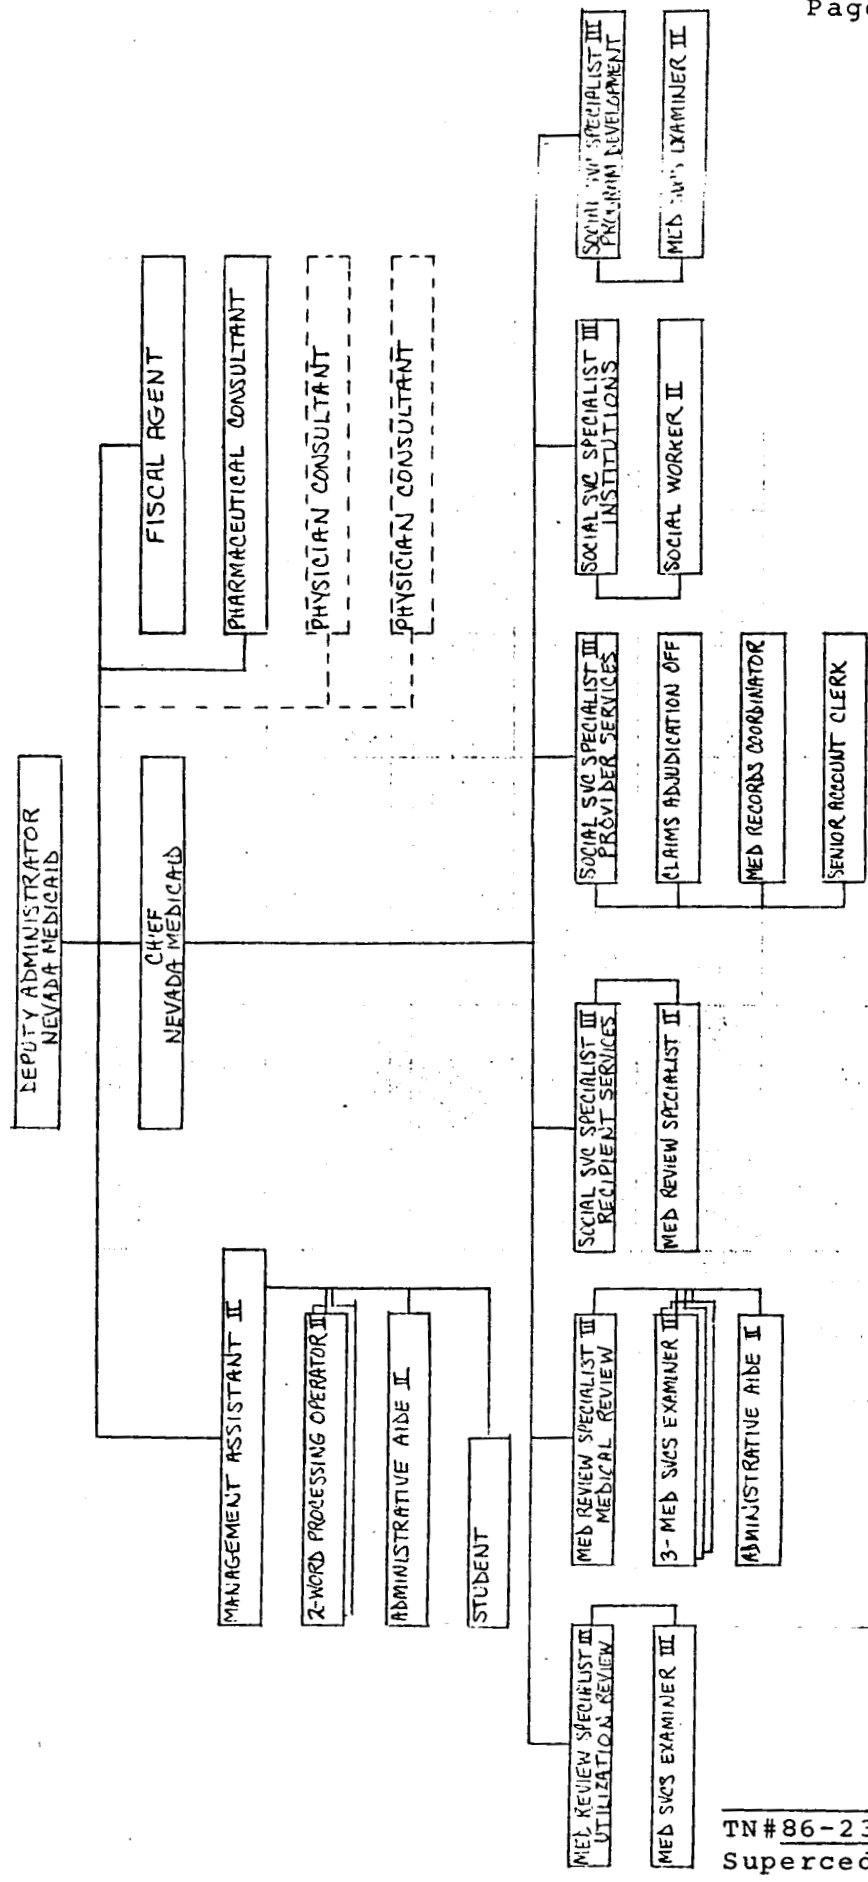 Page
DEPUTY ADMINISTRATOR
NEVADA MEDICAID
CHIEF
NEVADA MEDICAID
FISCAL AGENT
PHARMACEUTICAL CONSULTANT
PHYSICIAN CONSULTANT
PHYSICIAN CONSULTANT
MANAGEMENT ASSISTANT II
2-WORD PROCESSING OPERATOR II
ADMINISTRATIVE AIDE II
STUDENT
MED REVIEW SPECIALIST III
UTILIZATION REVIEW
MED SVCS EXAMINER III
MED REVIEW SPECIALIST III
MEDICAL REVIEW
3-MED SVCS EXAMINER II
ADMINISTRATIVE AIDE II
SOCIAL SVC SPECIALIST III
RECIPIENT SERVICES
MED REVIEW SPECIALIST II
SOCIAL SVC SPECIALIST III
PROVIDER SERVICES
CLAIMS ADJUDICATION OFF
MED RECORDS COORDINATOR
SENIOR ACCOUNT CLERK
SOCIAL SVC SPECIALIST III
INSTITUTIONS
SOCIAL WORKER II
SOCIAL SVC SPECIALIST III
PROGRAM DEVELOPMENT
MED SVCS EXAMINER II
TN#86-23
Superced